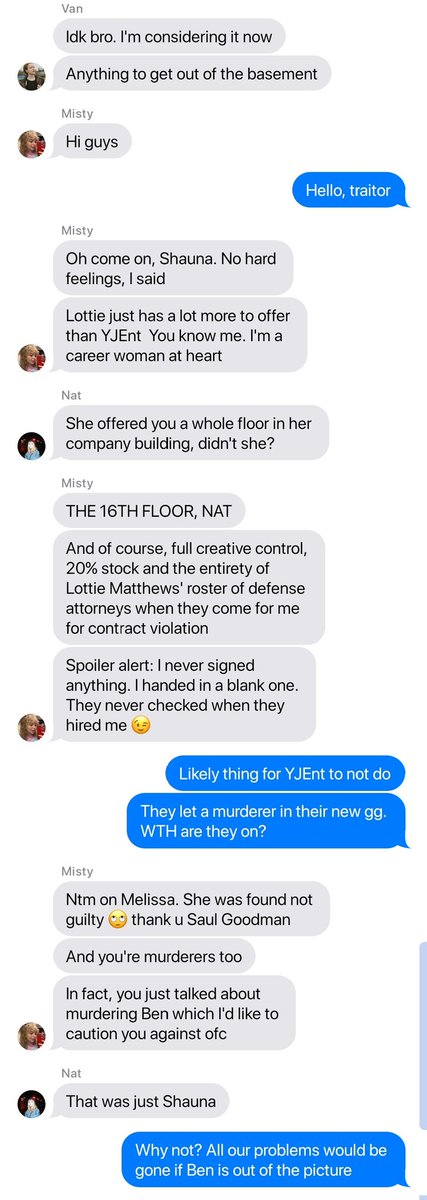 Van
Idk bro. I'm considering it now
Anything to get out of the basement
Misty
Hi guys
Hello, traitor
Misty
Oh come on, Shauna. No hard
feelings, I said
Lottie just has a lot more to offer
than YJEnt  You know me. I'm a
career woman at heart
Nat
She offered you a whole floor in her
company building, didn't she?
Misty
THE 16TH FLOOR, NAT
And of course, full creative control,
20% stock and the entirety of
Lottie Matthews' roster of defense
attorneys when they come for me
for contract violation
Spoiler alert: I never signed
anything. I handed in a blank one.
They never checked when they
hired me 😉
Likely thing for YJEnt to not do
They let a murderer in their new gg.
WTH are they on?
Misty
Ntm on Melissa. She was found not
guilty 🙄 thank u Saul Goodman
And you're murderers too
In fact, you just talked about
murdering Ben which I'd like to
caution you against ofc
Nat
That was just Shauna
Why not? All our problems would be
gone if Ben is out of the picture